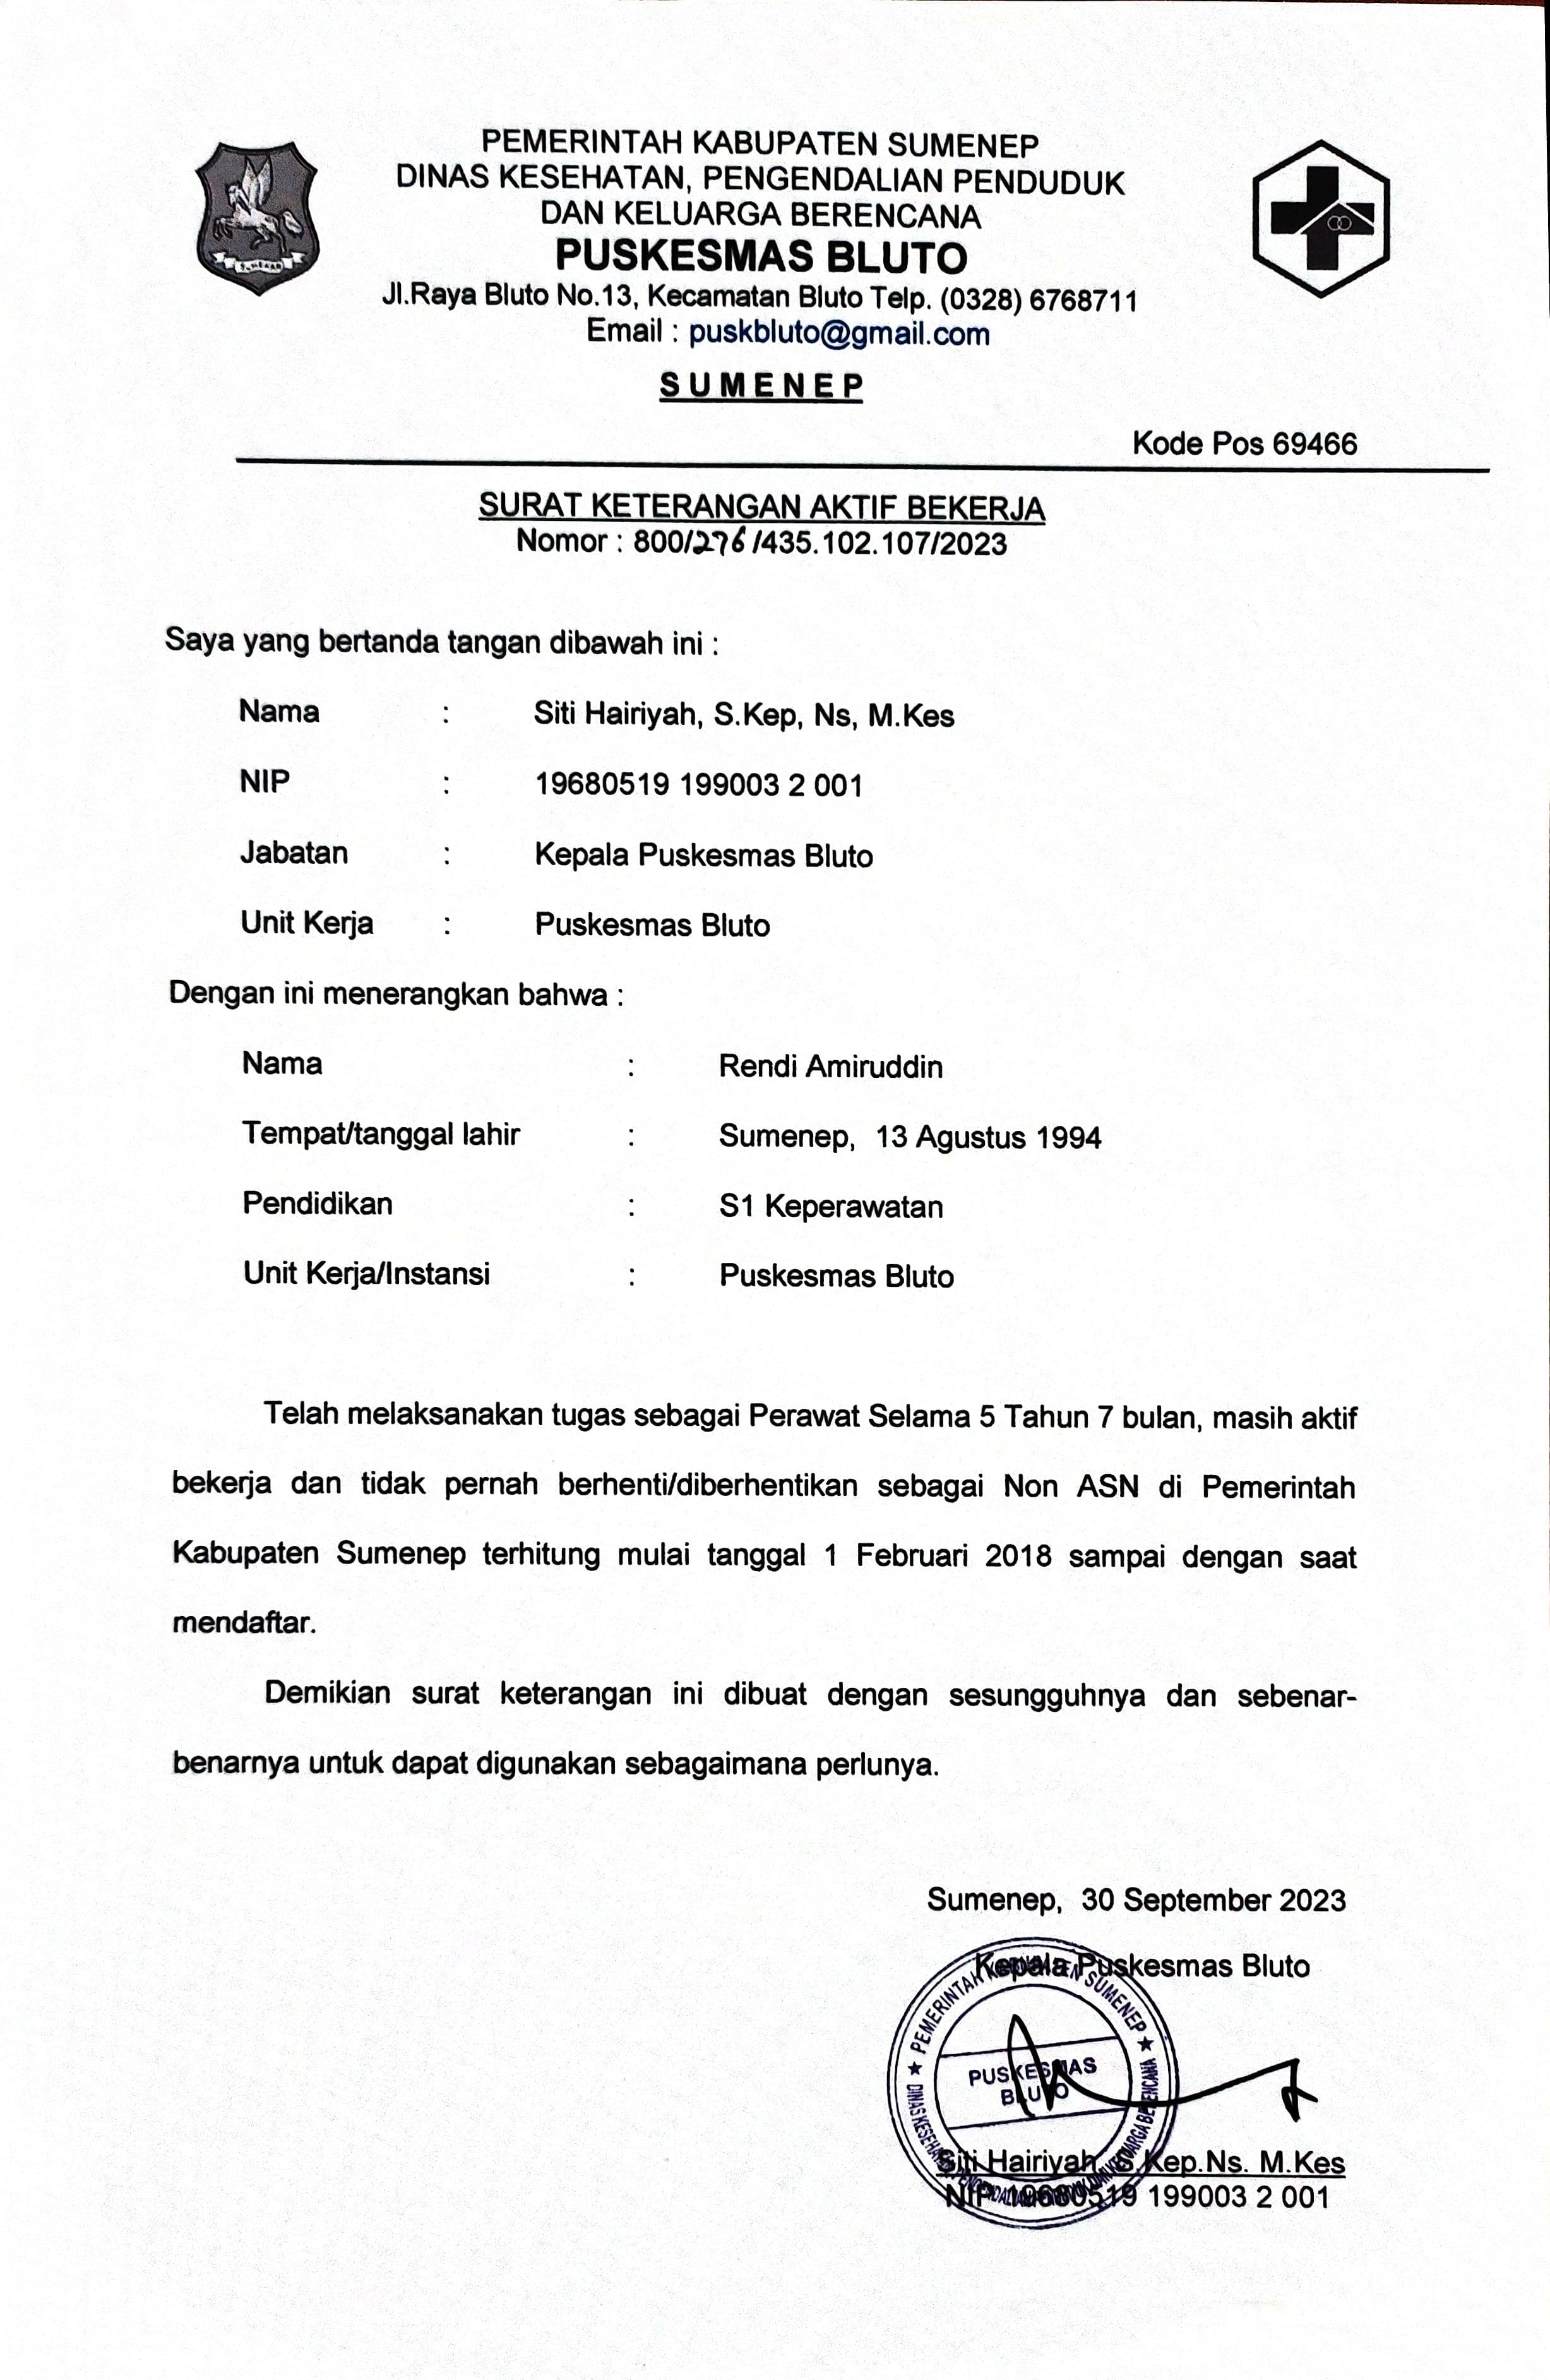 PEMERINTAH KABUPATEN SUMENEP
DINAS KESEHATAN, PENGENDALIAN PENDUDUK
DAN KELUARGA BERENCANA
PUSKESMAS BLUTO
Jl.Raya Bluto No.13, Kecamatan Bluto Telp. (0328) 6768711
Email : puskbluto@gmail.com
SUMENEP
Kode Pos 69466
SURAT KETERANGAN AKTIF BEKERJA
Nomor : 800/276/435.102.107/2023
Saya yang bertanda tangan dibawah ini :
Nama : Siti Hairiyah, S.Kep, Ns, M.Kes
NIP : 19680519 199003 2 001
Jabatan : Kepala Puskesmas Bluto
Unit Kerja : Puskesmas Bluto
Dengan ini menerangkan bahwa :
Nama : Rendi Amiruddin
Tempat/tanggal lahir : Sumenep, 13 Agustus 1994
Pendidikan : S1 Keperawatan
Unit Kerja/Instansi : Puskesmas Bluto
Telah melaksanakan tugas sebagai Perawat Selama 5 Tahun 7 bulan, masih aktif
bekerja dan tidak pernah berhenti/diberhentikan sebagai Non ASN di Pemerintah
Kabupaten Sumenep terhitung mulai tanggal 1 Februari 2018 sampai dengan saat
mendaftar.
Demikian surat keterangan ini dibuat dengan sesungguhnya dan sebenar-
benarnya untuk dapat digunakan sebagaimana perlunya.
Sumenep, 30 September 2023
Kepala Puskesmas Bluto
PEMERINTAH KABUPATEN SUMENEP
PUSKESMAS
BLUTO
Siti Hairiyah, S.Kep.Ns. M.Kes
NIP. 19680519 199003 2 001